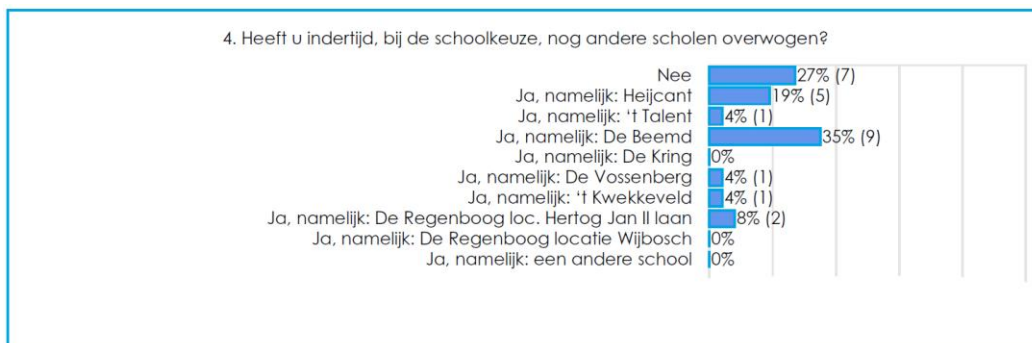 4. Heeft u indertijd, bij de schoolkeuze, nog andere scholen overwogen?
Nee 27% (7)
Ja, namelijk: Heijcant 19% (5)
Ja, namelijk: ‘t Talent 4% (1)
Ja, namelijk: De Beemd 35% (9)
Ja, namelijk: De Kring 0%
Ja, namelijk: De Vossenberg 4% (1)
Ja, namelijk: ‘t Kwekkeveld 4% (1)
Ja, namelijk: De Regenboog loc. Hertog Jan II laan 8% (2)
Ja, namelijk: De Regenboog locatie Wijbosch 0%
Ja, namelijk: een andere school 0%